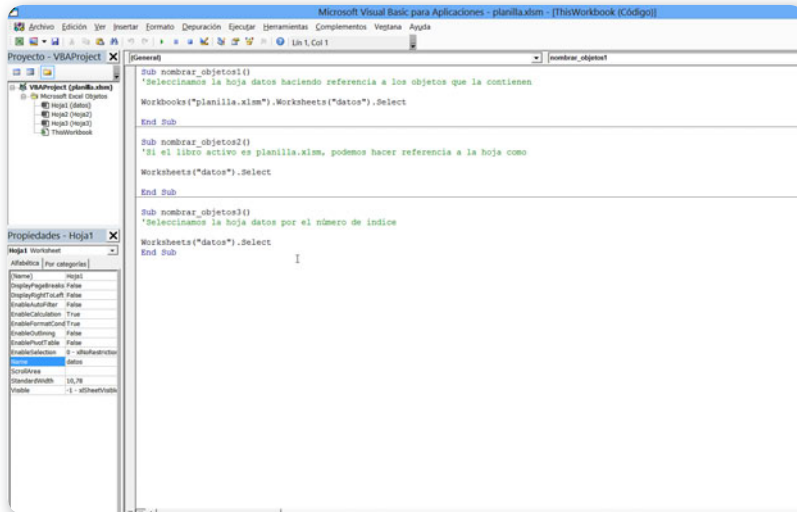 Microsoft Visual Basic para Aplicaciones - planilla.xlsm - [ThisWorkbook (Código)]
Archivo Edición Ver Insertar Formato Depuración Ejecutar Herramientas Complementos Ventana Ayuda
Lin 1, Col 1
Proyecto - VBAProject
VBAProject (planilla.xlsm)
Microsoft Excel Objetos
Hoja1 (datos)
Hoja2 (Hoja2)
Hoja3 (Hoja3)
ThisWorkbook
Propiedades - Hoja1
Hoja1 Worksheet
Alfabética Por categorías
(Name) Hoja1
DisplayPageBreaks False
DisplayRightToLeft False
EnableAutoFilter False
EnableCalculation True
EnableFormatCond True
EnableOutlining False
EnablePivotTable False
EnableSelection 0 - xlNoRestriction
Name datos
ScrollArea
StandardWidth 10,78
Visible -1 - xlSheetVisible
(General) nombrar_objetos1
Sub nombrar_objetos1()
'Seleccinamos la hoja datos haciendo referencia a los objetos que la contienen
Workbooks("planilla.xlsm").Worksheets("datos").Select
End Sub
Sub nombrar_objetos2()
'Si el libro activo es planilla.xlsm, podemos hacer referencia a la hoja como
Worksheets("datos").Select
End Sub
Sub nombrar_objetos3()
'Seleccinamos la hoja datos por el número de indice
Worksheets("datos").Select
End Sub